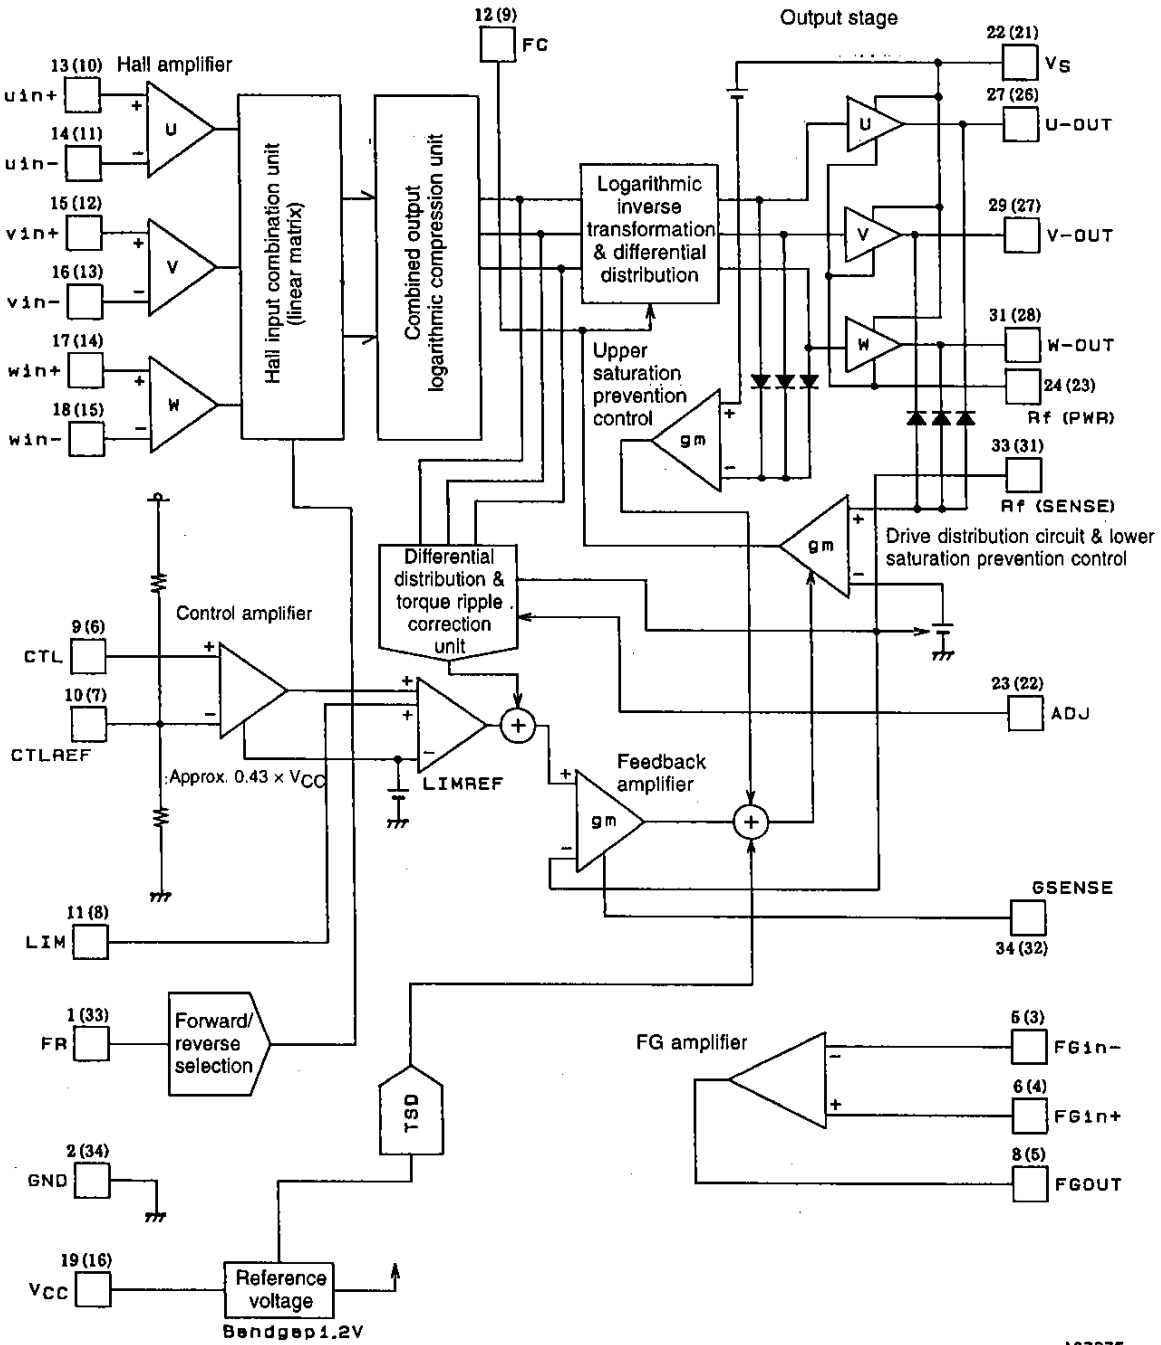 12 (9)
FC
Output stage
22 (21)
VS
Hall amplifier
13 (10)
uin+
+
U
14 (11)
uin-
-
27 (26)
U-OUT
U
15 (12)
vin+
+
V
16 (13)
vin-
-
29 (27)
V-OUT
V
17 (14)
win+
+
W
18 (15)
win-
-
31 (28)
W-OUT
W
24 (23)
Rf (PWR)
33 (31)
Rf (SENSE)
Hall input combination unit
(linear matrix)
Combined output
logarithmic compression unit
Logarithmic
inverse
transformation
& differential
distribution
Upper
saturation
prevention
control
+
gm
-
+
gm
-
Drive distribution circuit & lower
saturation prevention control
Differential
distribution &
torque ripple
correction
unit
Control amplifier
9 (6)
CTL
+
10 (7)
CTLREF
-
Approx. 0.43 × VCC
+
+
-
LIMREF
+
23 (22)
ADJ
Feedback
amplifier
+
gm
-
+
GSENSE
34 (32)
11 (8)
LIM
1 (33)
FR
Forward/
reverse
selection
TSD
FG amplifier
5 (3)
FGin-
-
6 (4)
FGin+
+
8 (5)
FGOUT
2 (34)
GND
19 (16)
VCC
Reference
voltage
Bandgap1.2V